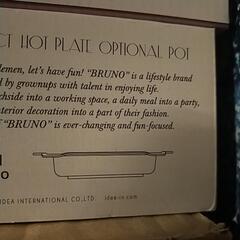 CT HOT PLATE OPTIONAL POT
lemen, let's have fun! "BRUNO" is a lifestyle brand
by grownups with talent in enjoying life.
chside into a working space, a daily meal into a party,
terior decoration into a part of their fashion.
f "BRUNO" is ever-changing and fun-focused.
O
IDEA INTERNATIONAL CO.,LTD. idea-in.com